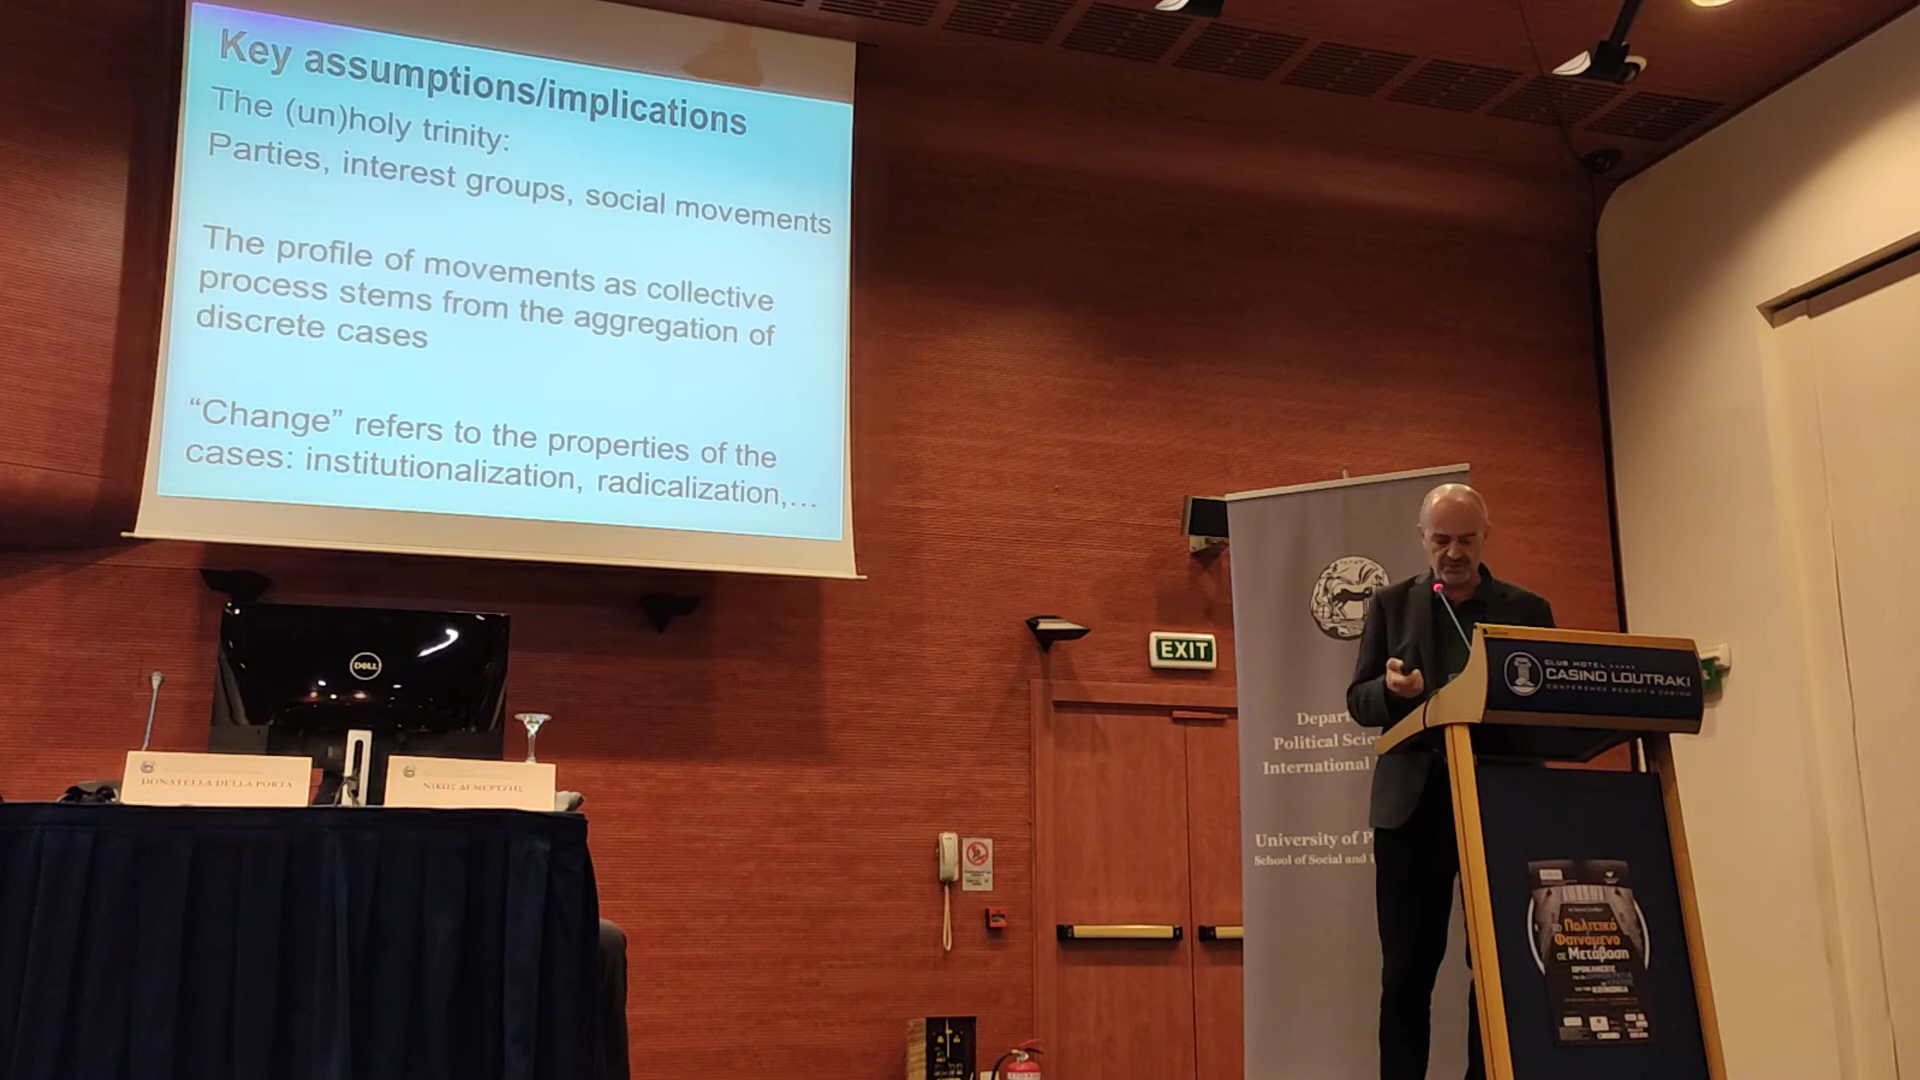 Key assumptions/implications
The (un)holy trinity:
Parties, interest groups, social movements
The profile of movements as collective
process stems from the aggregation of
discrete cases
“Change” refers to the properties of the
cases: institutionalization, radicalization,…
DELL
DONATELLA DELLA PORTA
ΝΙΚΟΣ ΔΕΜΕΡΤΖΗΣ
EXIT
Political
International
University of
School of Social and
CLUB HOTEL
CASINO LOUTRAKI
CONFERENCE RESORT & CASINO
Το Πολιτικό
Φαινόμενο
σε Μετάβαση
ΠΡΟΚΛΗΣΕΙΣ